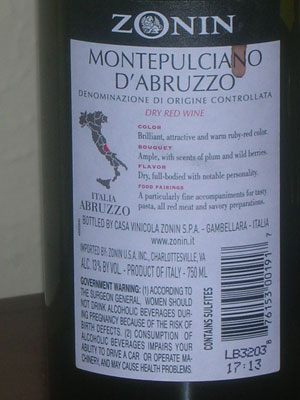 ZONIN
MONTEPULCIANO
D'ABRUZZO
DENOMINAZIONE DI ORIGINE CONTROLLATA
DRY RED WINE
COLOR
Brilliant, attractive and warm ruby-red color.
BOUQUET
Ample, with scents of plum and wild berries.
FLAVOR
Dry, full-bodied with notable personality.
FOOD PAIRINGS
A particularly fine accompaniments for tasty
pasta, all red meat and savory preparations.
ITALIA
ABRUZZO
BOTTLED BY CASA VINICOLA ZONIN S.P.A. - GAMBELLARA - ITALIA
www.zonin.it
IMPORTED BY: ZONIN U.S.A, INC., CHARLOTTESVILLE, VA
ALC. 13% BY VOL. - PRODUCT OF ITALY - 750 ML
GOVERNMENT WARNING: (1) ACCORDING TO
THE SURGEON GENERAL, WOMEN SHOULD
NOT DRINK ALCOHOLIC BEVERAGES DUR-
ING PREGNANCY BECAUSE OF THE RISK OF
BIRTH DEFECTS. (2) CONSUMPTION OF
ALCOHOLIC BEVERAGES IMPAIRS YOUR
ABILITY TO DRIVE A CAR OR OPERATE MA-
CHINERY, AND MAY CAUSE HEALTH PROBLEMS.
CONTAINS SULFITES
8 76153 00191 7
LB3203
17:13